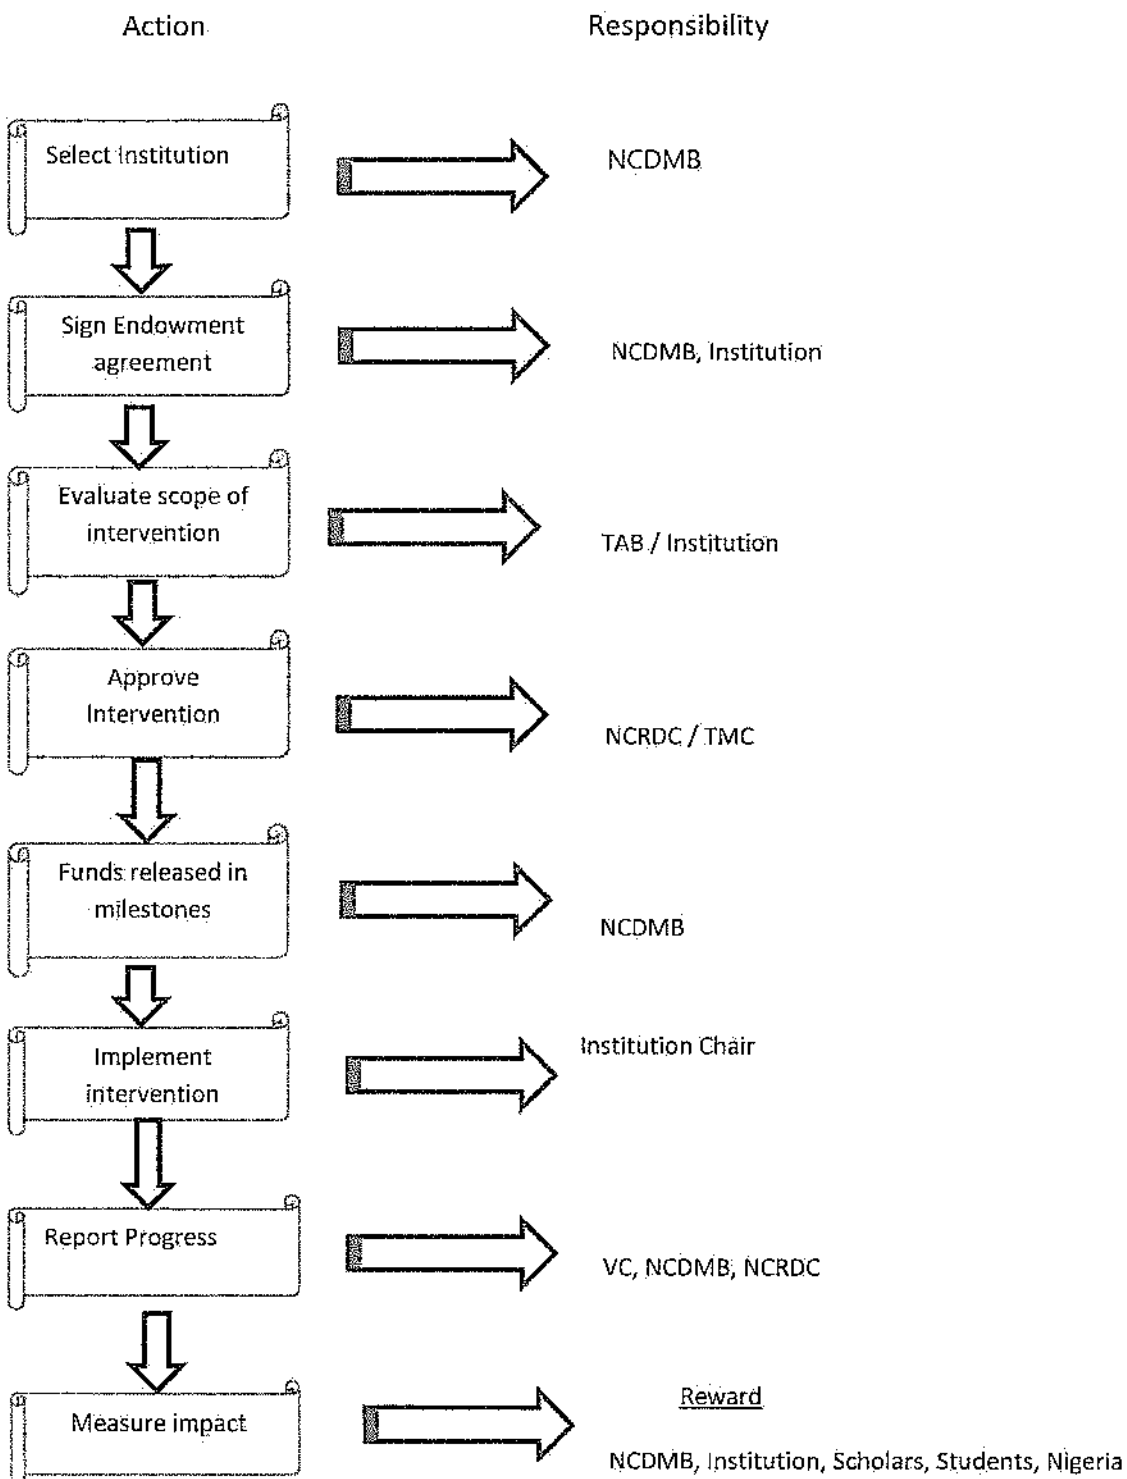 Action
Responsibility
Select Institution
NCDMB
Sign Endowment
agreement
NCDMB, Institution
Evaluate scope of
intervention
TAB / Institution
Approve
Intervention
NCRDC / TMC
Funds released in
milestones
NCDMB
Implement
intervention
Institution Chair
Report Progress
VC, NCDMB, NCRDC
Measure impact
Reward
NCDMB, Institution, Scholars, Students, Nigeria